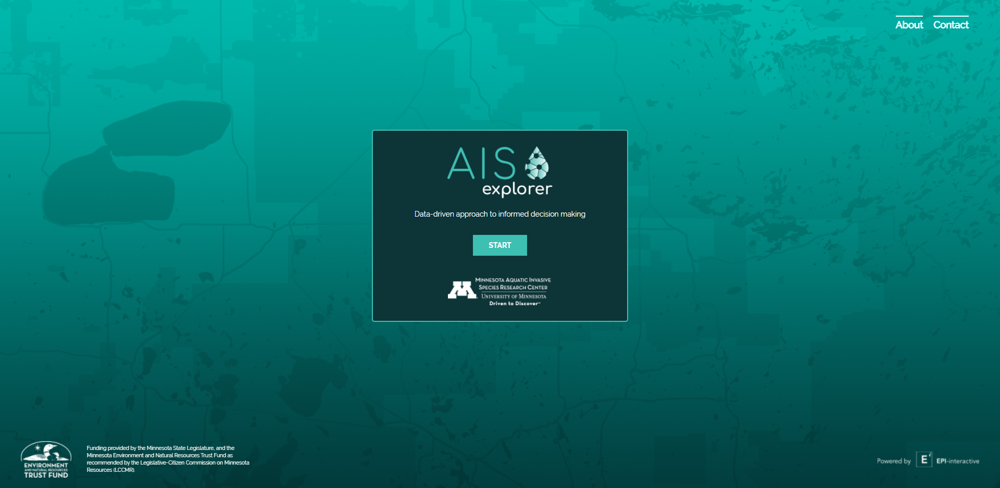 About Contact
AIS
explorer
Data-driven approach to informed decision making
START
MINNESOTA AQUATIC INVASIVE
SPECIES RESEARCH CENTER
UNIVERSITY OF MINNESOTA
Driven to Discover℠
ENVIRONMENT
AND NATURAL RESOURCES
TRUST FUND
Funding provided by the Minnesota State Legislature, and the
Minnesota Environment and Natural Resources Trust Fund as
recommended by the Legislative-Citizen Commission on Minnesota
Resources (LCCMR).
Powered by Ei EPI-interactive